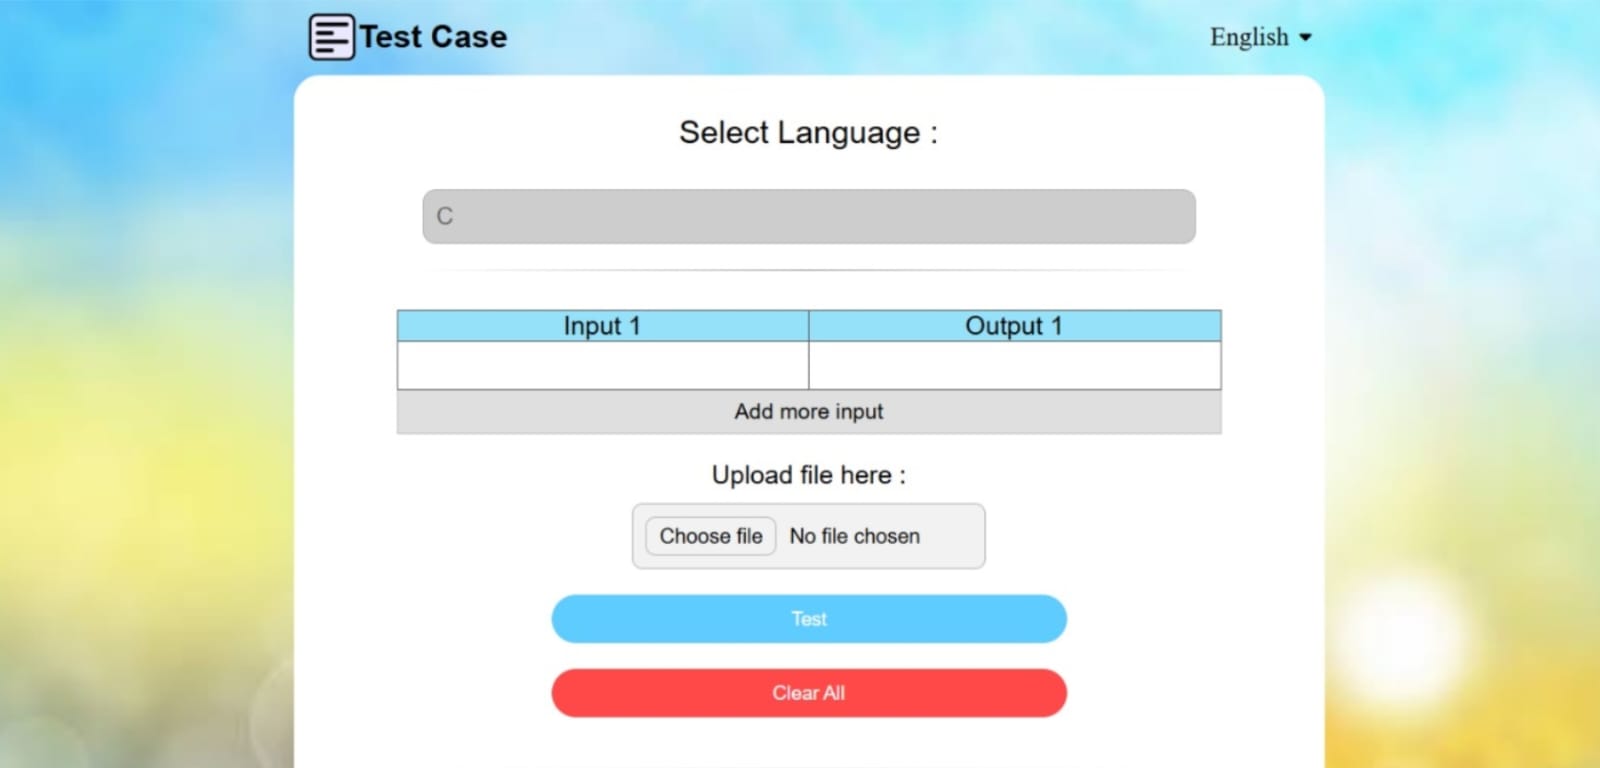 Test Case
English
Select Language :
C
Input 1
Output 1
Add more input
Upload file here :
Choose file No file chosen
Test
Clear All